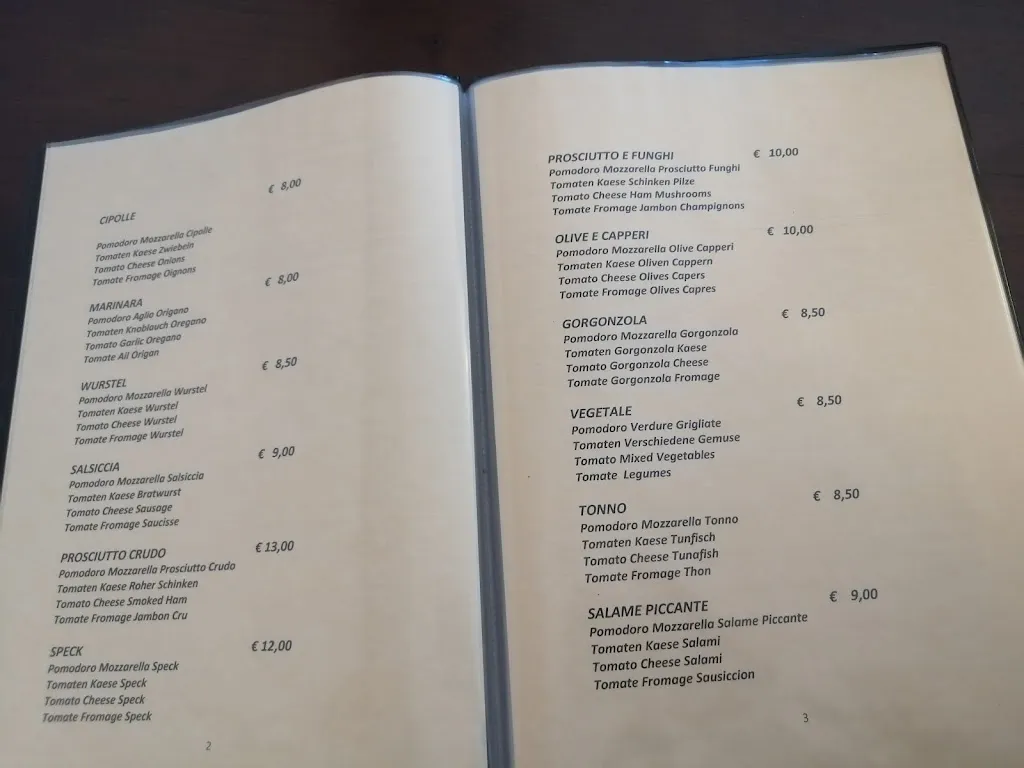 € 8,00
CIPOLLE
Pomodoro Mozzarella Cipolle
Tomaten Kaese Zwiebeln
Tomato Cheese Onions
Tomate Fromage Oignons
€ 8,00
MARINARA
Pomodoro Aglio Origano
Tomaten Knoblauch Oregano
Tomato Garlic Oregano
Tomate Ail Origan
€ 8,50
WURSTEL
Pomodoro Mozzarella Wurstel
Tomaten Kaese Wurstel
Tomato Cheese Wurstel
Tomate Fromage Wurstel
€ 9,00
SALSICCIA
Pomodoro Mozzarella Salsiccia
Tomaten Kaese Bratwurst
Tomato Cheese Sausage
Tomate Fromage Saucisse
PROSCIUTTO CRUDO € 13,00
Pomodoro Mozzarella Prosciutto Crudo
Tomaten Kaese Roher Schinken
Tomato Cheese Smoked Ham
Tomate Fromage Jambon Cru
SPECK € 12,00
Pomodoro Mozzarella Speck
Tomaten Kaese Speck
Tomato Cheese Speck
Tomate Fromage Speck
2
PROSCIUTTO E FUNGHI € 10,00
Pomodoro Mozzarella Prosciutto Funghi
Tomaten Kaese Schinken Pilze
Tomato Cheese Ham Mushrooms
Tomate Fromage Jambon Champignons
OLIVE E CAPPERI € 10,00
Pomodoro Mozzarella Olive Capperi
Tomaten Kaese Oliven Cappern
Tomato Cheese Olives Capers
Tomate Fromage Olives Capres
GORGONZOLA € 8,50
Pomodoro Mozzarella Gorgonzola
Tomaten Gorgonzola Kaese
Tomato Gorgonzola Cheese
Tomate Gorgonzola Fromage
VEGETALE € 8,50
Pomodoro Verdure Grigliate
Tomaten Verschiedene Gemuse
Tomato Mixed Vegetables
Tomate Legumes
TONNO € 8,50
Pomodoro Mozzarella Tonno
Tomaten Kaese Tunfisch
Tomato Cheese Tunafish
Tomate Fromage Thon
SALAME PICCANTE € 9,00
Pomodoro Mozzarella Salame Piccante
Tomaten Kaese Salami
Tomato Cheese Salami
Tomate Fromage Sausiccion
3